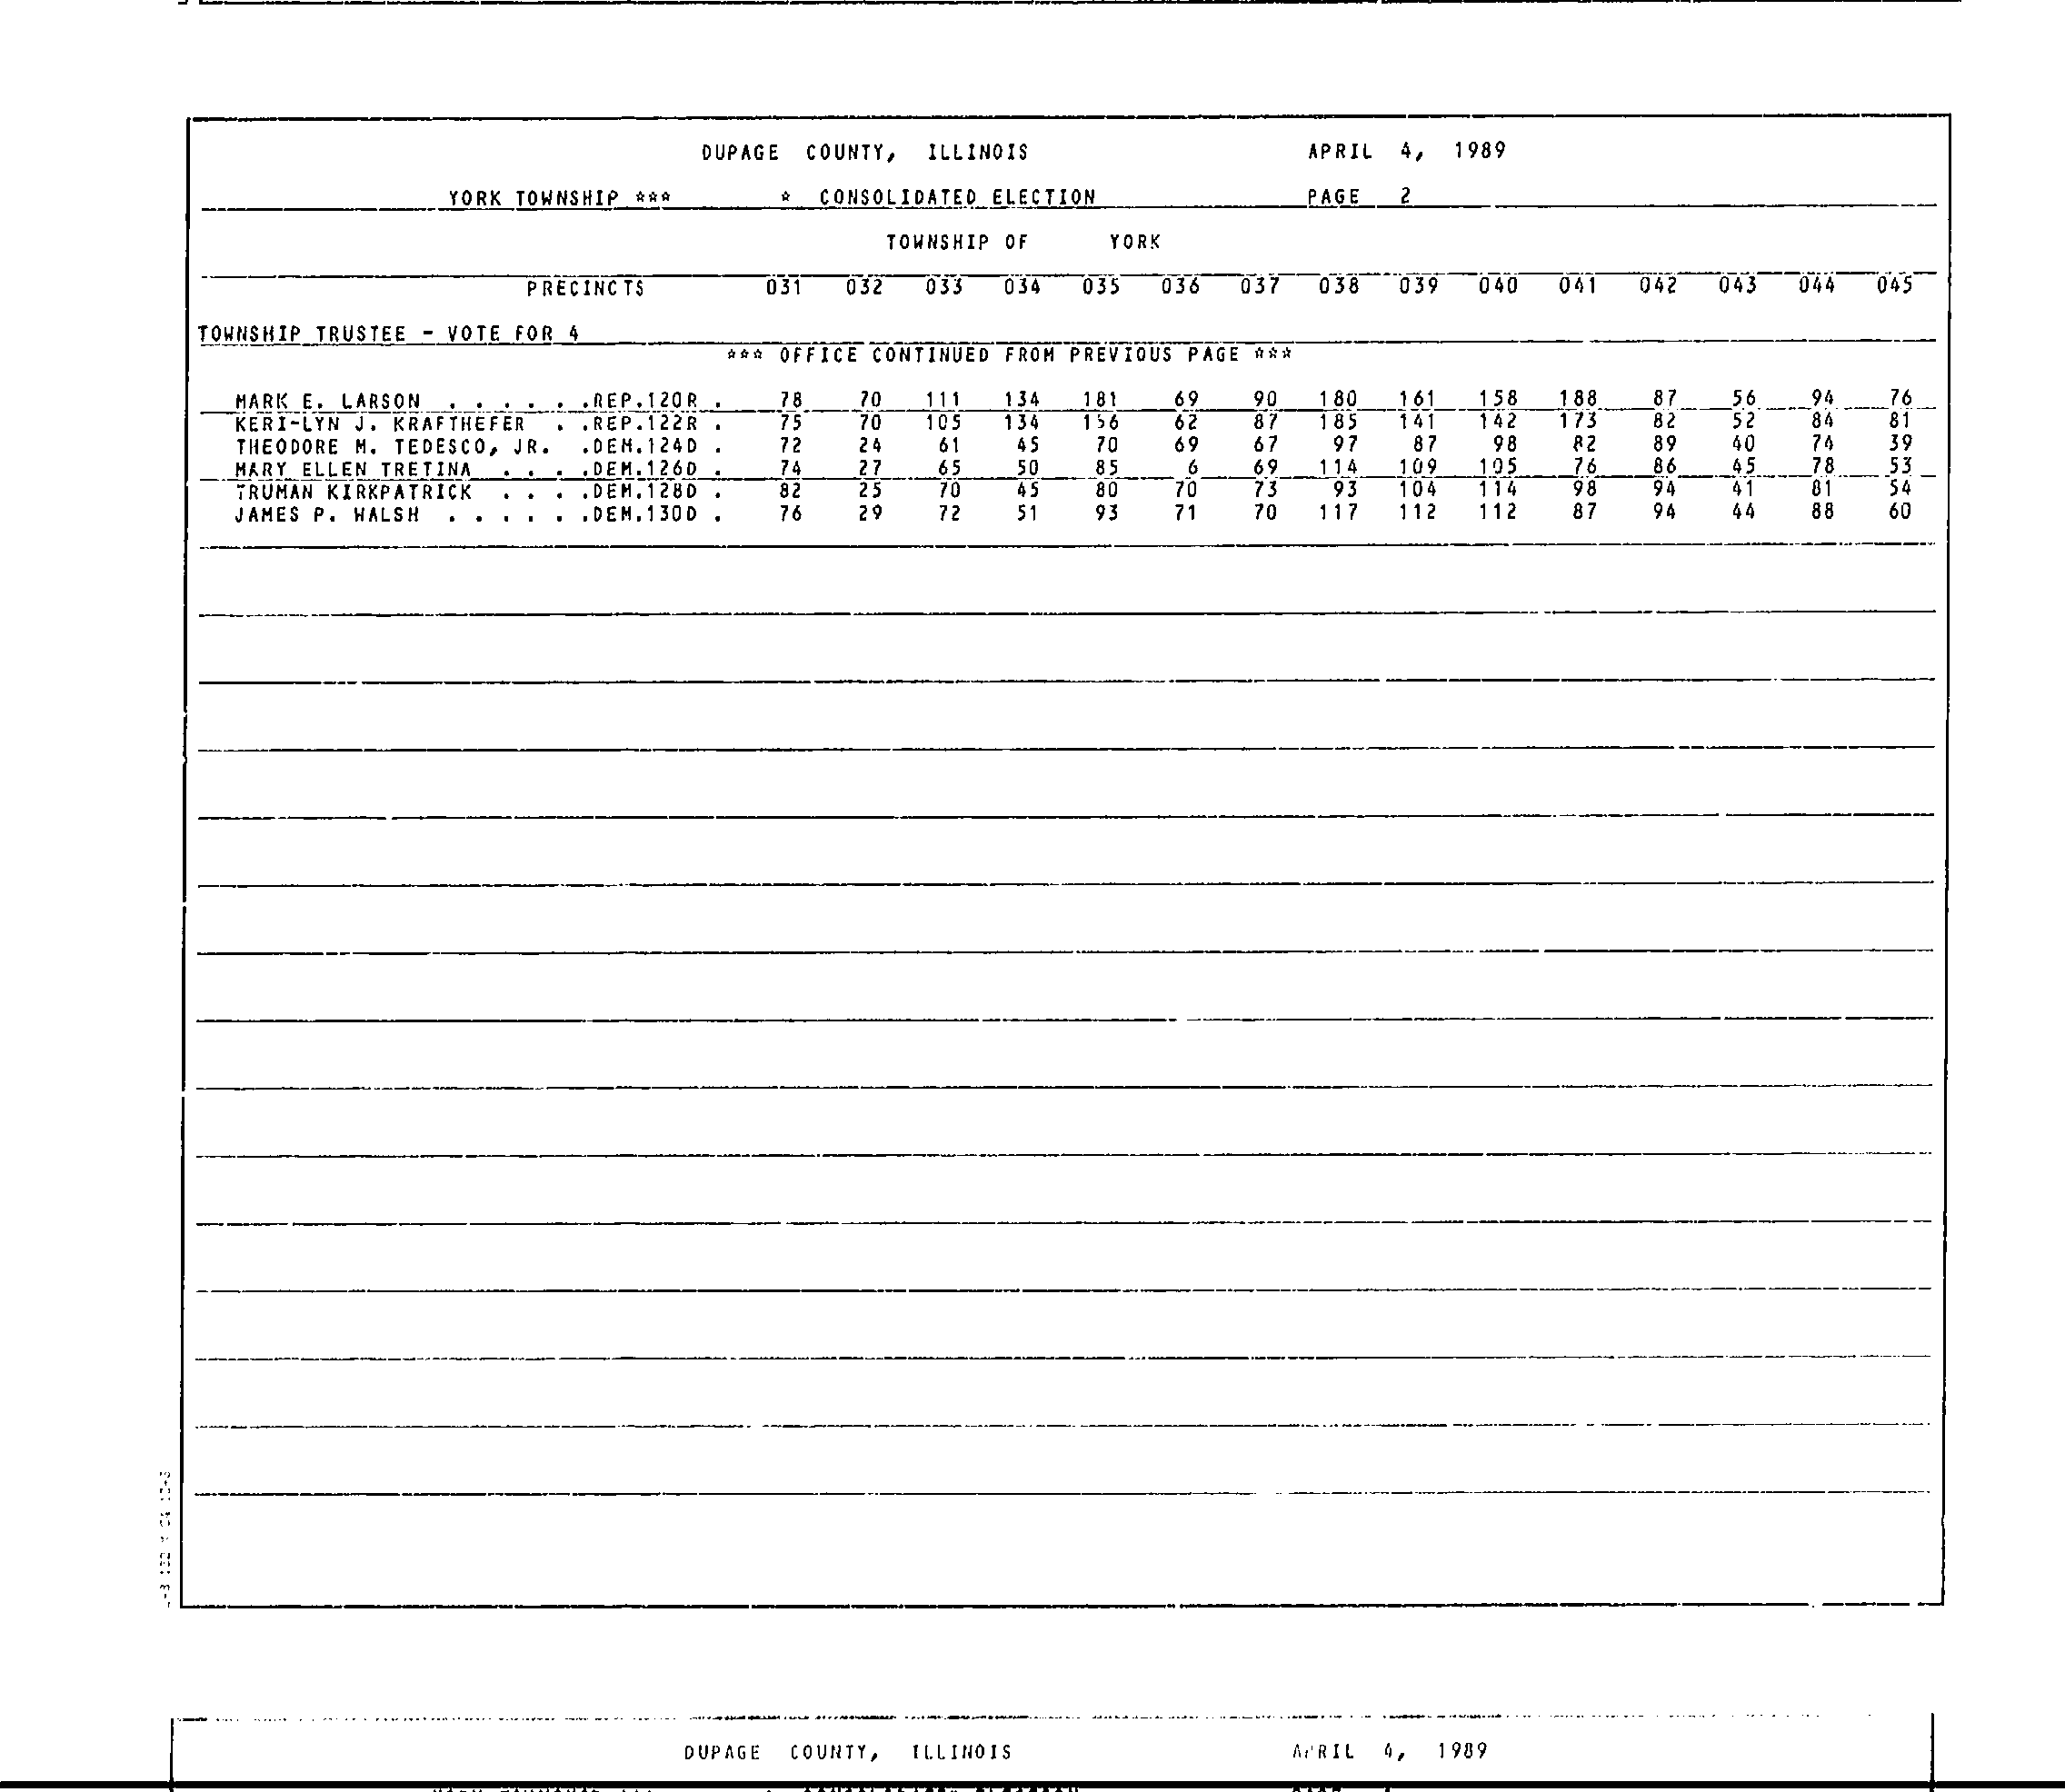 DUPAGE COUNTY, ILLINOIS APRIL 4, 1989
YORK TOWNSHIP *** * CONSOLIDATED ELECTION PAGE 2
TOWNSHIP OF YORK
PRECINCTS 031 032 033 034 035 036 037 038 039 040 041 042 043 044 045
TOWNSHIP TRUSTEE - VOTE FOR 4
*** OFFICE CONTINUED FROM PREVIOUS PAGE ***
MARK E. LARSON . . . . . .REP.120R . 78 70 111 134 181 69 90 180 161 158 188 87 56 94 76
KERI-LYN J. KRAFTHEFER . .REP.122R . 75 70 105 134 156 62 87 185 141 142 173 82 52 84 81
THEODORE M. TEDESCO, JR. .DEM.124D . 72 24 61 45 70 69 67 97 87 98 82 89 40 74 39
MARY ELLEN TRETINA . . . .DEM.126D . 74 27 65 50 85 6 69 114 109 105 76 86 45 78 53
TRUMAN KIRKPATRICK . . . .DEM.128D . 82 25 70 45 80 70 73 93 104 114 98 94 41 81 54
JAMES P. WALSH . . . . . .DEM.130D . 76 29 72 51 93 71 70 117 112 112 87 94 44 88 60
DUPAGE COUNTY, ILLINOIS APRIL 4, 1989